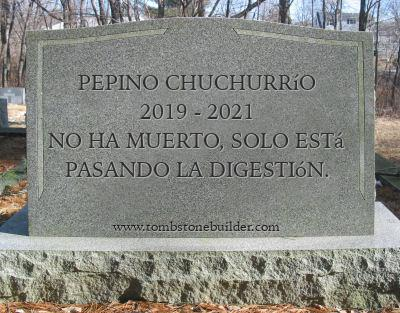 PEPINO CHUCHURRíO
2019 - 2021
NO HA MUERTO, SOLO ESTá
PASANDO LA DIGESTIóN.
www.tombstonebuilder.com